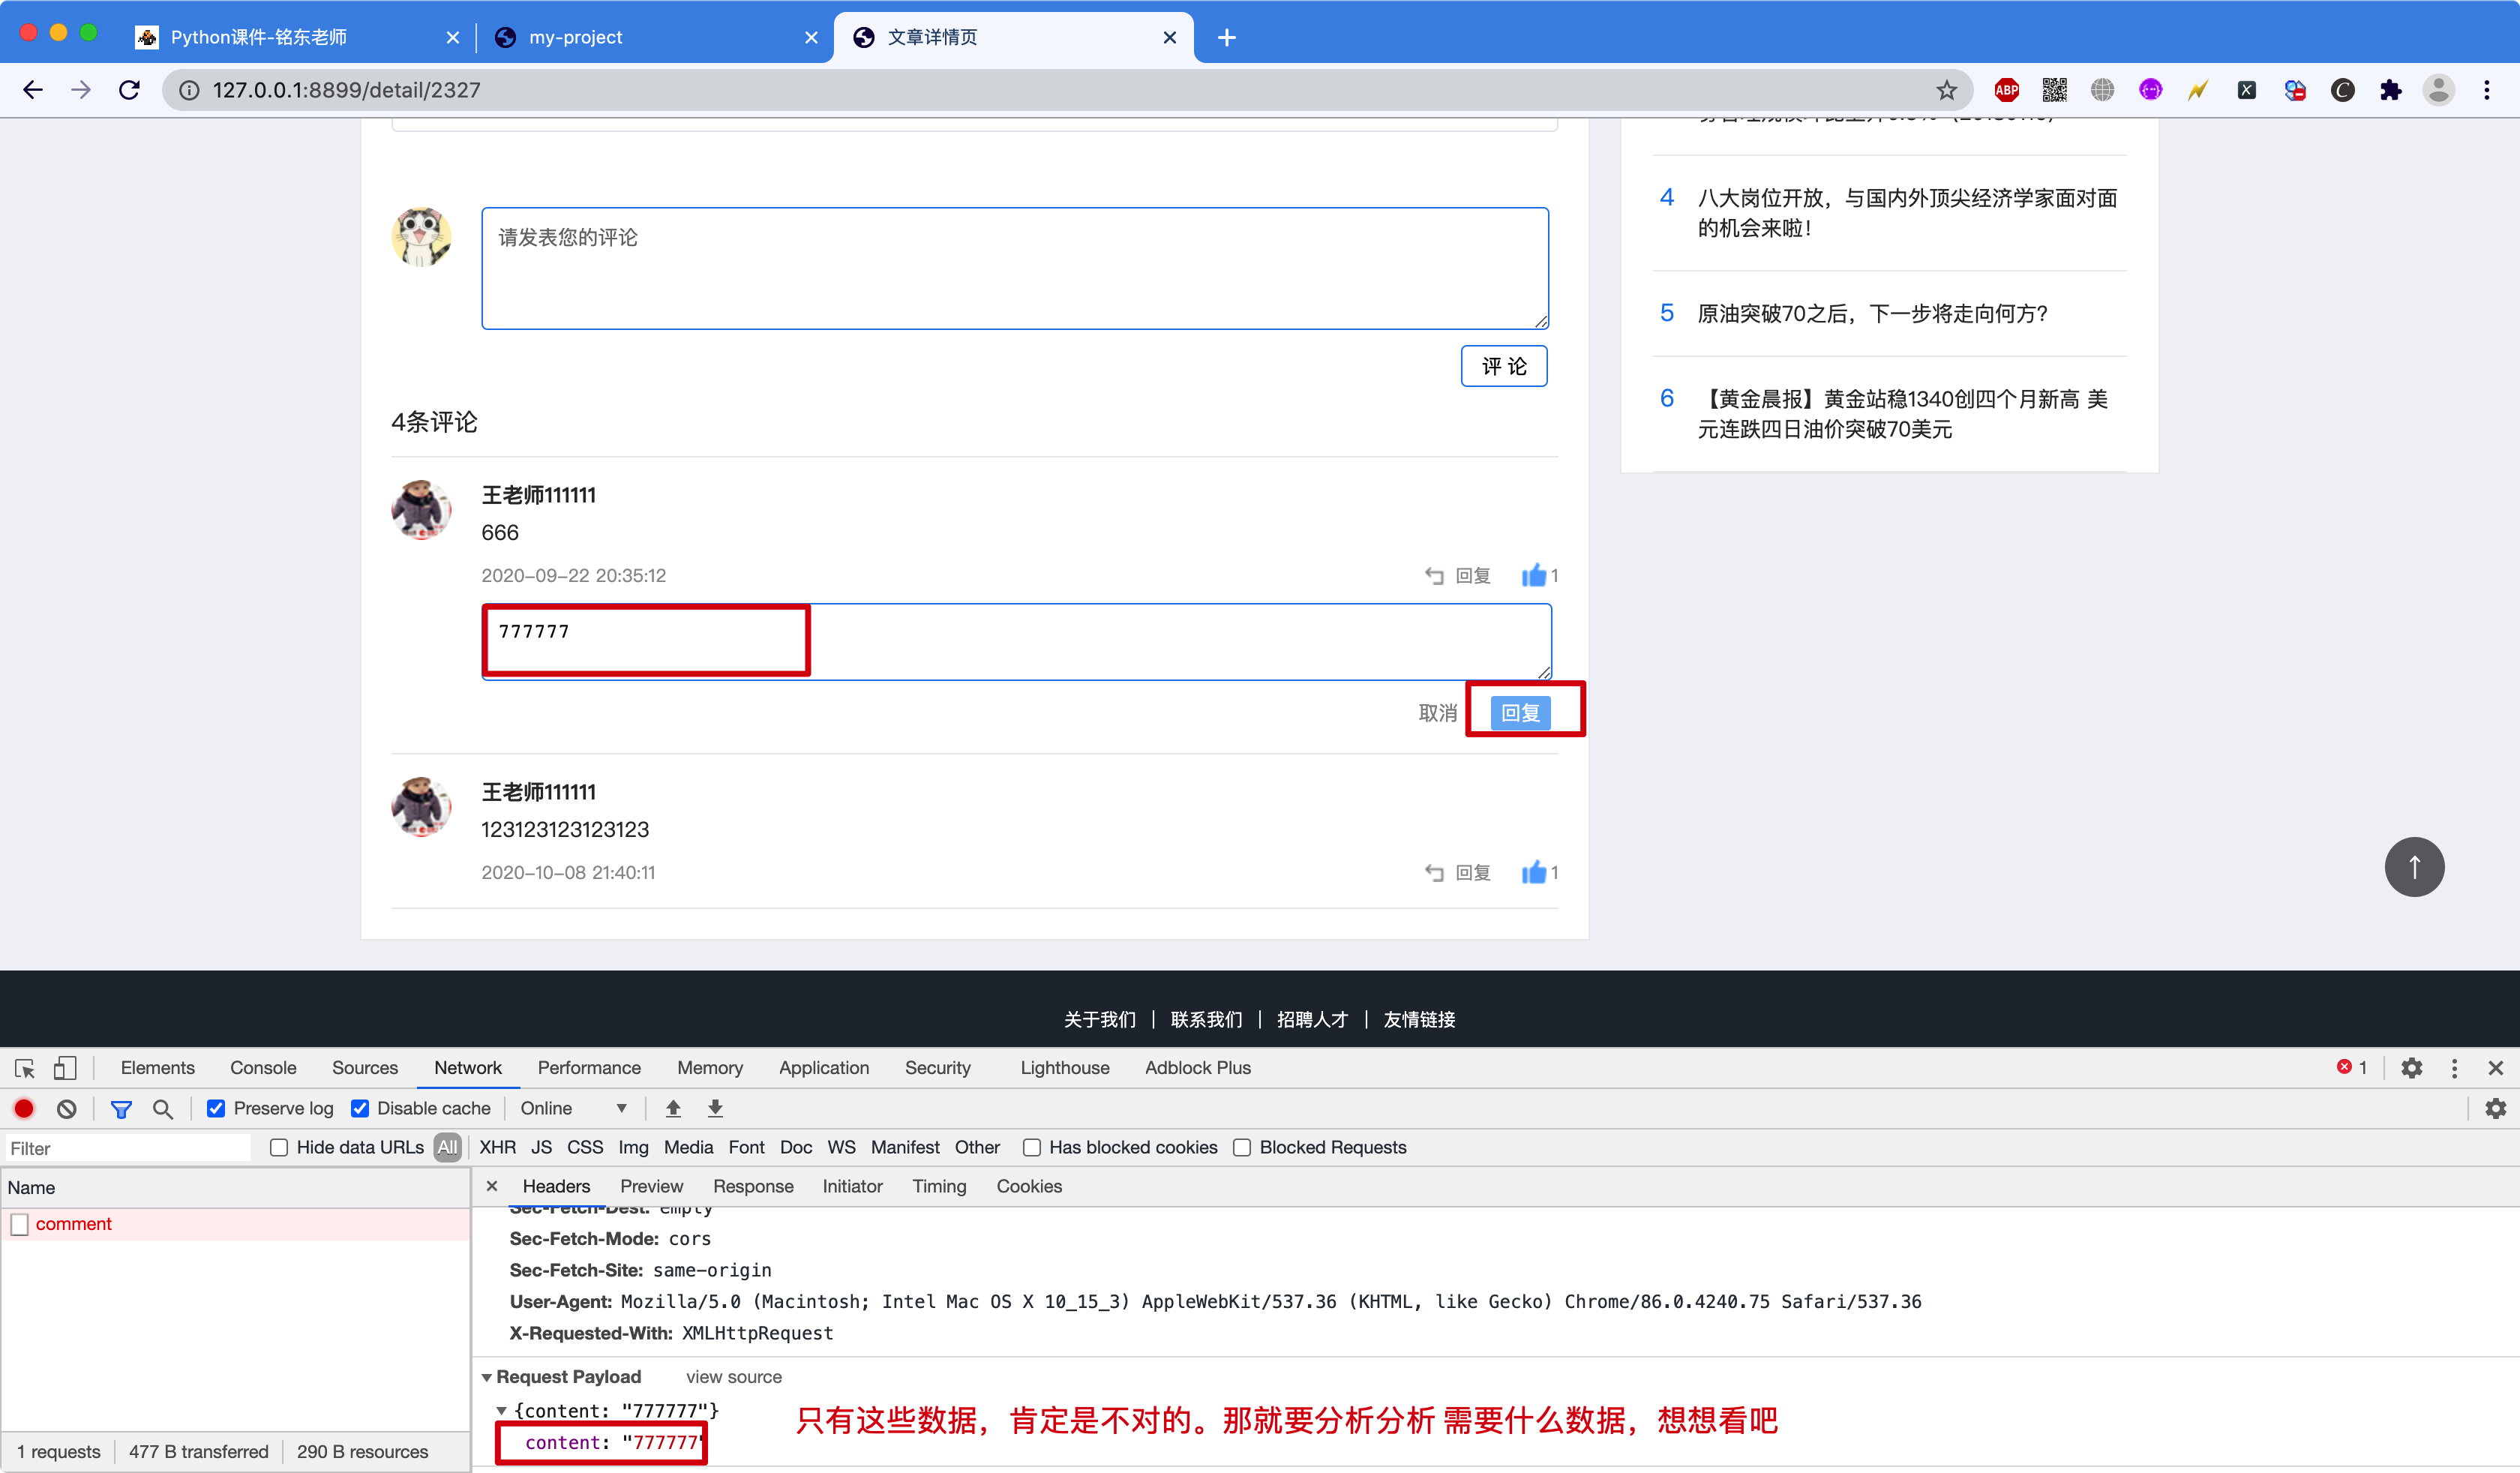 Python课件-铭东老师
my-project
文章详情页
127.0.0.1:8899/detail/2327
ABP
4 八大岗位开放，与国内外顶尖经济学家面对面
的机会来啦！
请发表您的评论
5 原油突破70之后，下一步将走向何方？
评 论
6 【黄金晨报】黄金站稳1340创四个月新高 美
元连跌四日油价突破70美元
4条评论
王老师111111
666
2020-09-22 20:35:12 回复 1
777777
取消 回复
王老师111111
123123123123123
2020-10-08 21:40:11 回复 1
关于我们 | 联系我们 | 招聘人才 | 友情链接
Elements Console Sources Network Performance Memory Application Security Lighthouse Adblock Plus 1
Preserve log Disable cache Online
Filter Hide data URLs All XHR JS CSS Img Media Font Doc WS Manifest Other Has blocked cookies Blocked Requests
Name
Headers Preview Response Initiator Timing Cookies
comment
Sec-Fetch-Dest: empty
Sec-Fetch-Mode: cors
Sec-Fetch-Site: same-origin
User-Agent: Mozilla/5.0 (Macintosh; Intel Mac OS X 10_15_3) AppleWebKit/537.36 (KHTML, like Gecko) Chrome/86.0.4240.75 Safari/537.36
X-Requested-With: XMLHttpRequest
Request Payload view source
{content: "777777"}
只有这些数据，肯定是不对的。那就要分析分析 需要什么数据，想想看吧
content: "777777"
1 requests 477 B transferred 290 B resources